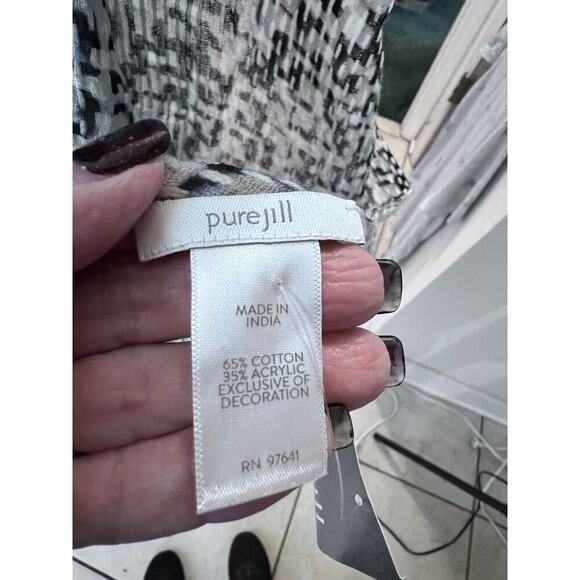 purejill
MADE IN
INDIA
65% COTTON
35% ACRYLIC
EXCLUSIVE OF
DECORATION
RN 97641